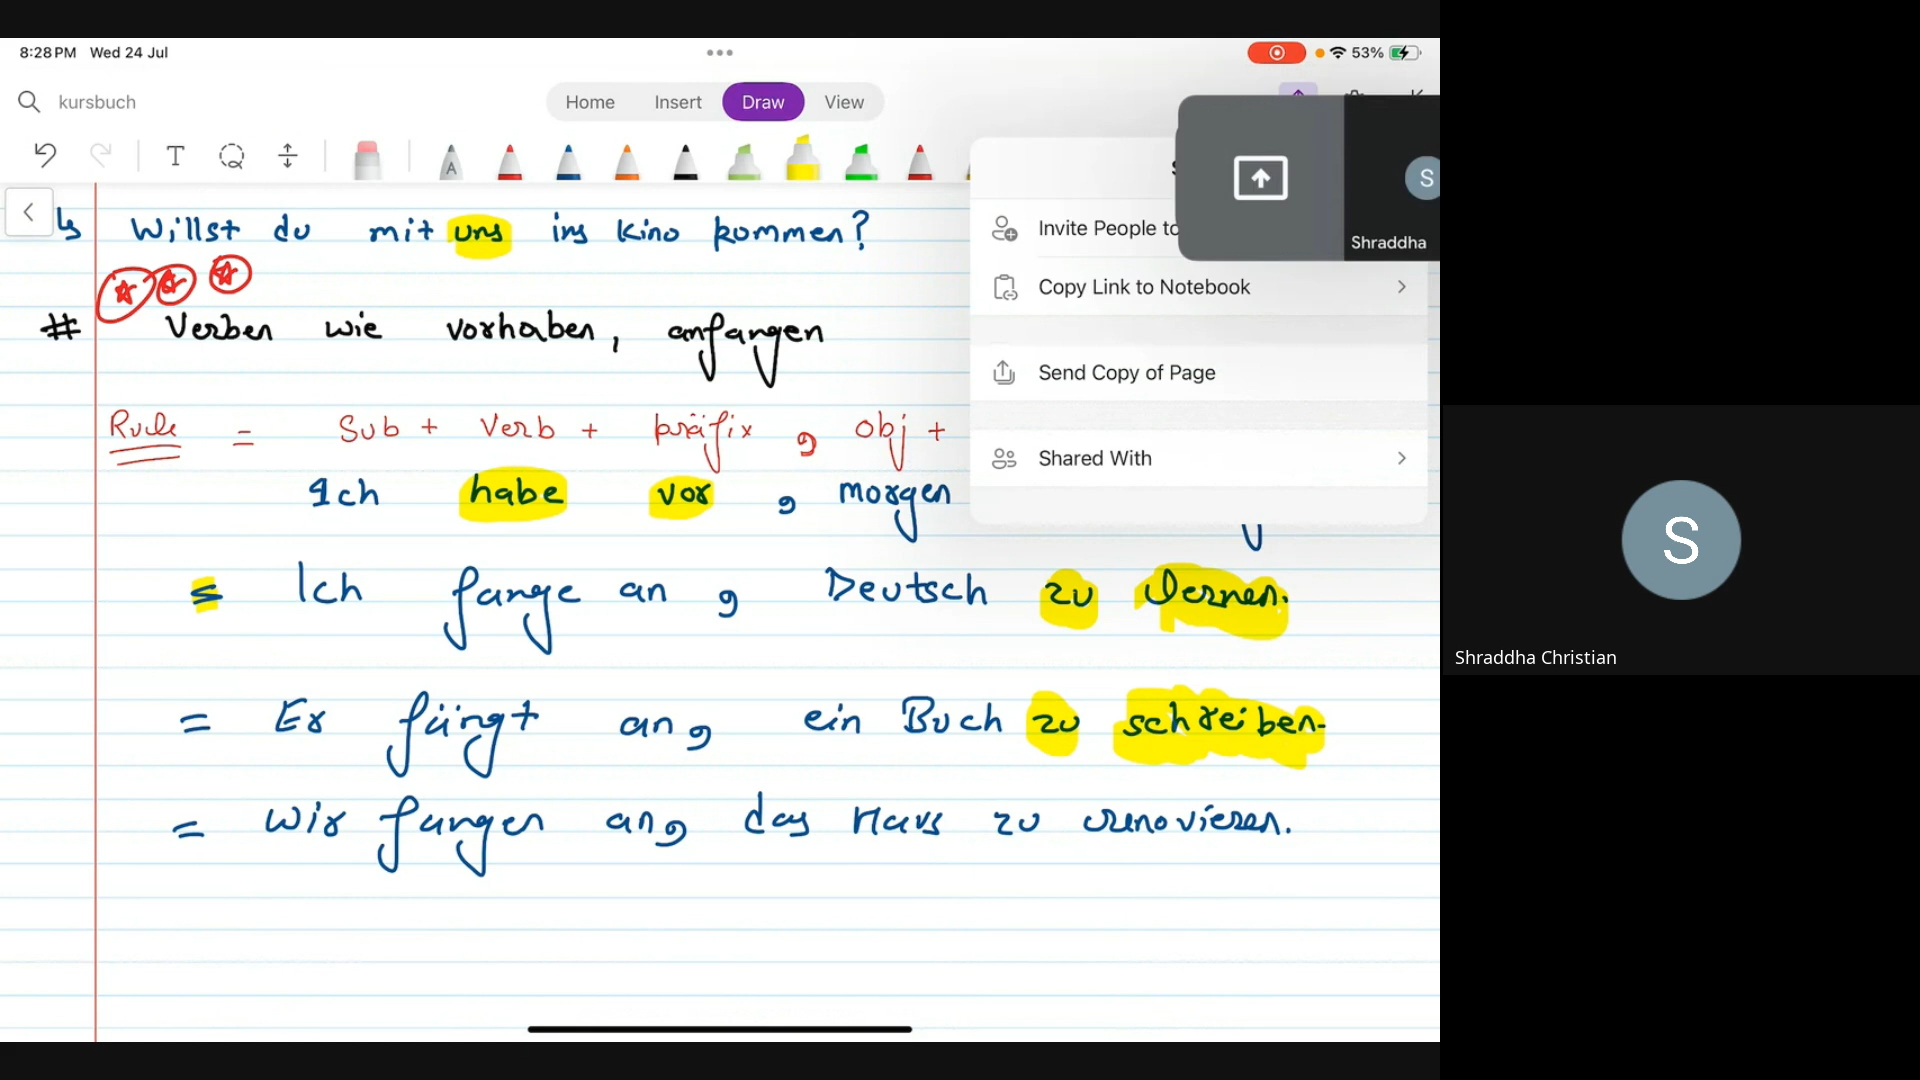 8:28 PM Wed 24 Jul
53%
kursbuch
Home Insert Draw View
T
A
Invite People to
Copy Link to Notebook
Send Copy of Page
Shared With
S
Shraddha
↳ Willst du mit uns ins Kino kommen?
# Verben wie vorhaben, anfangen
Rule = Sub + Verb + präfix , obj +
Ich habe vor , morgen
= Ich fange an , Deutsch zu lernen.
= Er fängt an, ein Buch zu schreiben.
= Wir fangen an, das Haus zu renovieren.
S
Shraddha Christian